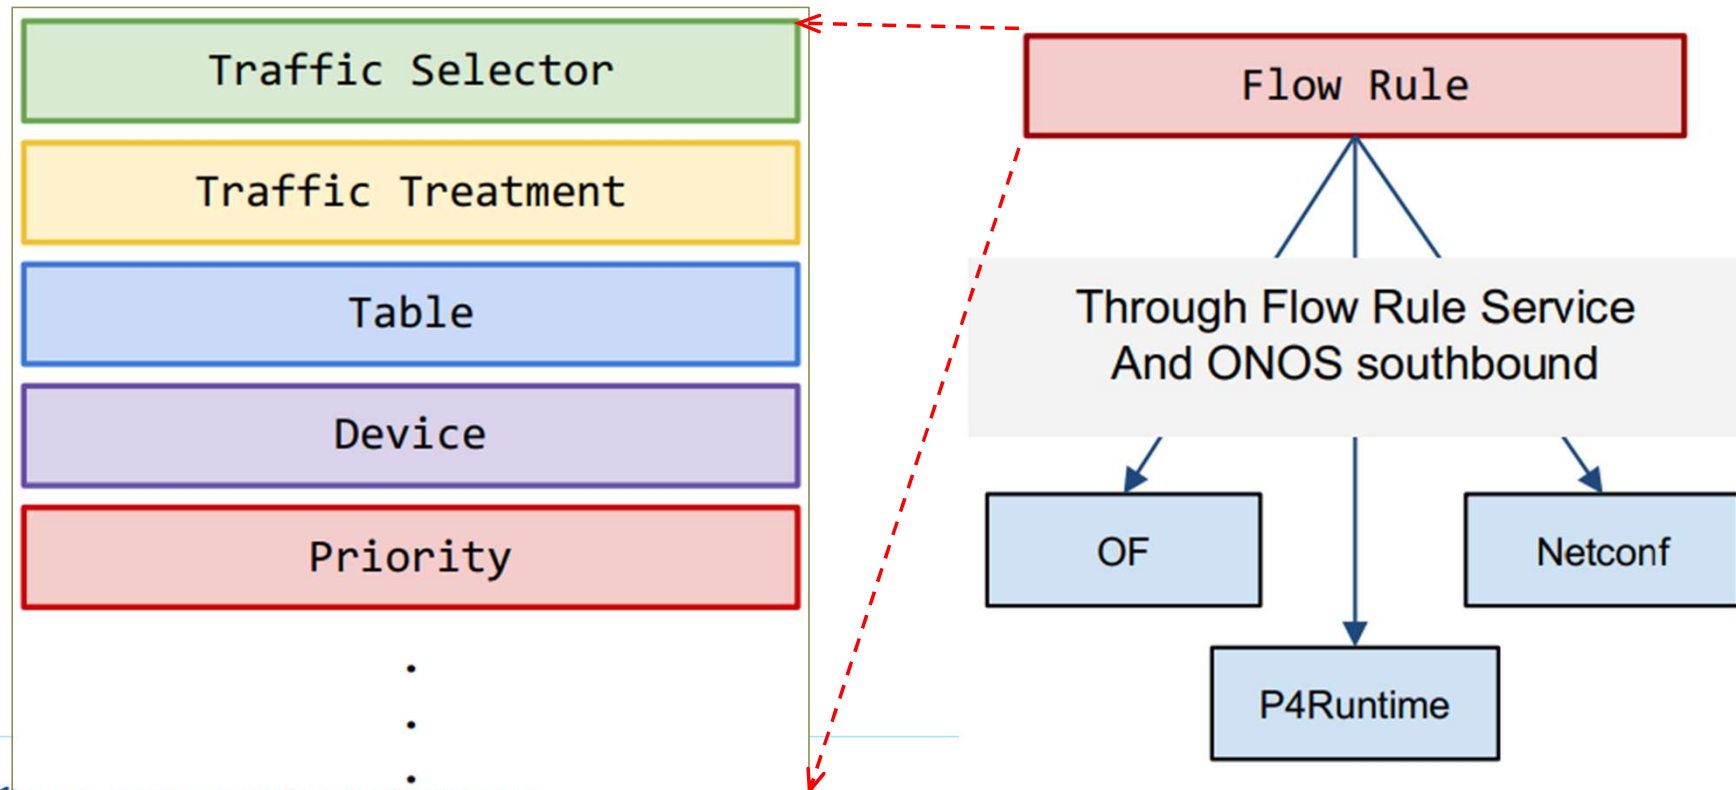 Traffic Selector
Traffic Treatment
Table
Device
Priority
.
.
.
Flow Rule
Through Flow Rule Service
And ONOS southbound
OF
Netconf
P4Runtime